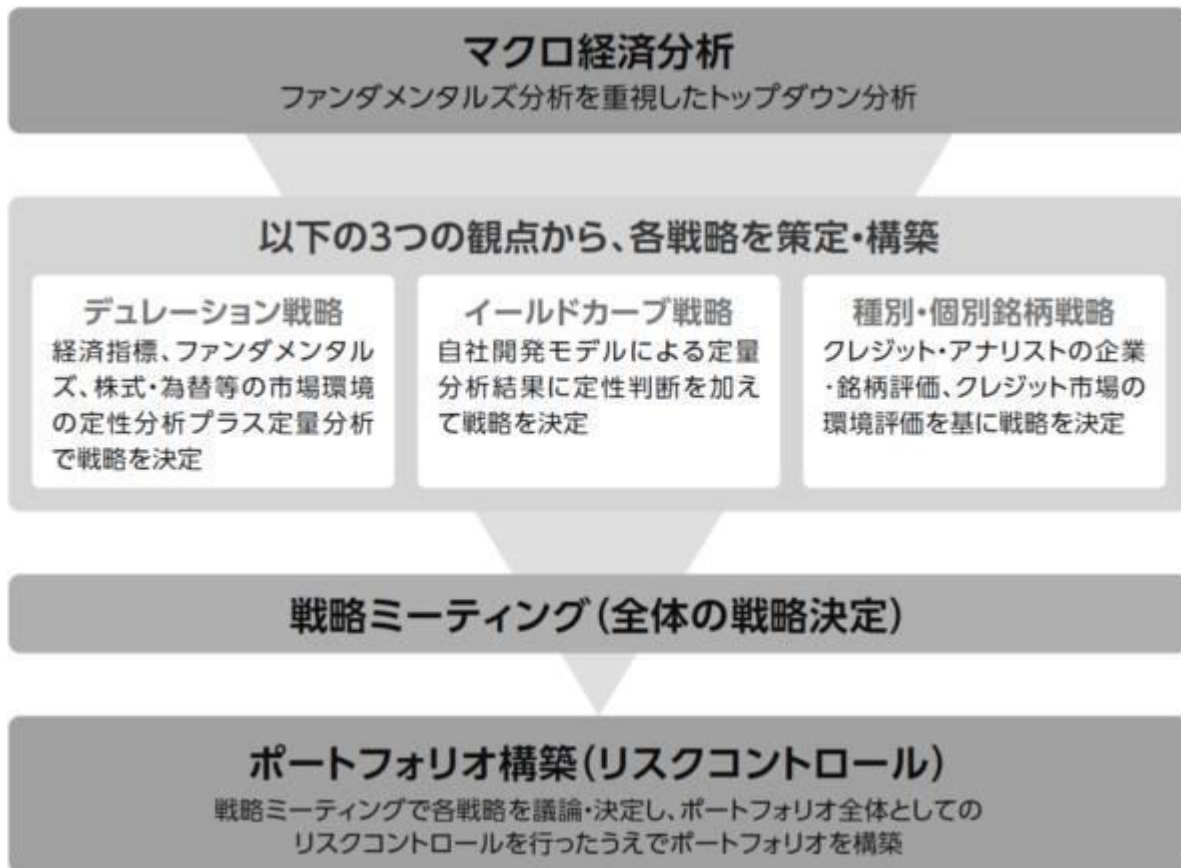 マクロ経済分析
ファンダメンタルズ分析を重視したトップダウン分析
以下の3つの観点から、各戦略を策定・構築
デュレーション戦略
経済指標、ファンダメンタル
ズ、株式・為替等の市場環境
の定性分析プラス定量分析
で戦略を決定
イールドカーブ戦略
自社開発モデルによる定量
分析結果に定性判断を加え
て戦略を決定
種別・個別銘柄戦略
クレジット・アナリストの企業
・銘柄評価、クレジット市場の
環境評価を基に戦略を決定
戦略ミーティング(全体の戦略決定)
ポートフォリオ構築(リスクコントロール)
戦略ミーティングで各戦略を議論・決定し、ポートフォリオ全体としての
リスクコントロールを行ったうえでポートフォリオを構築